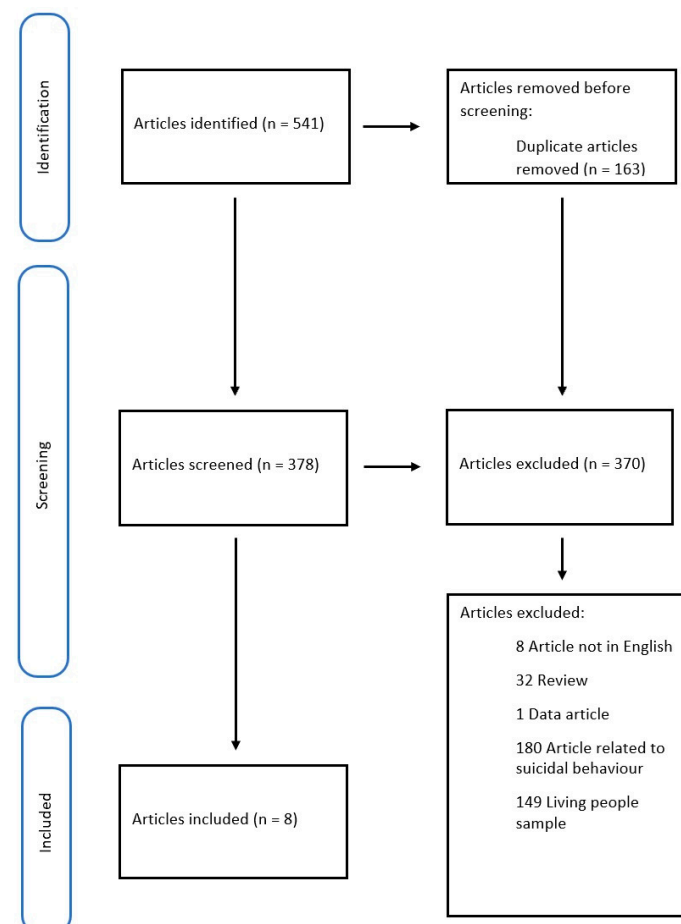 Identification
Articles identified (n = 541)
Articles removed before
screening:
Duplicate articles
removed (n = 163)
Screening
Articles screened (n = 378)
Articles excluded (n = 370)
Articles excluded:
8 Article not in English
32 Review
1 Data article
180 Article related to
suicidal behaviour
149 Living people
sample
Included
Articles included (n = 8)